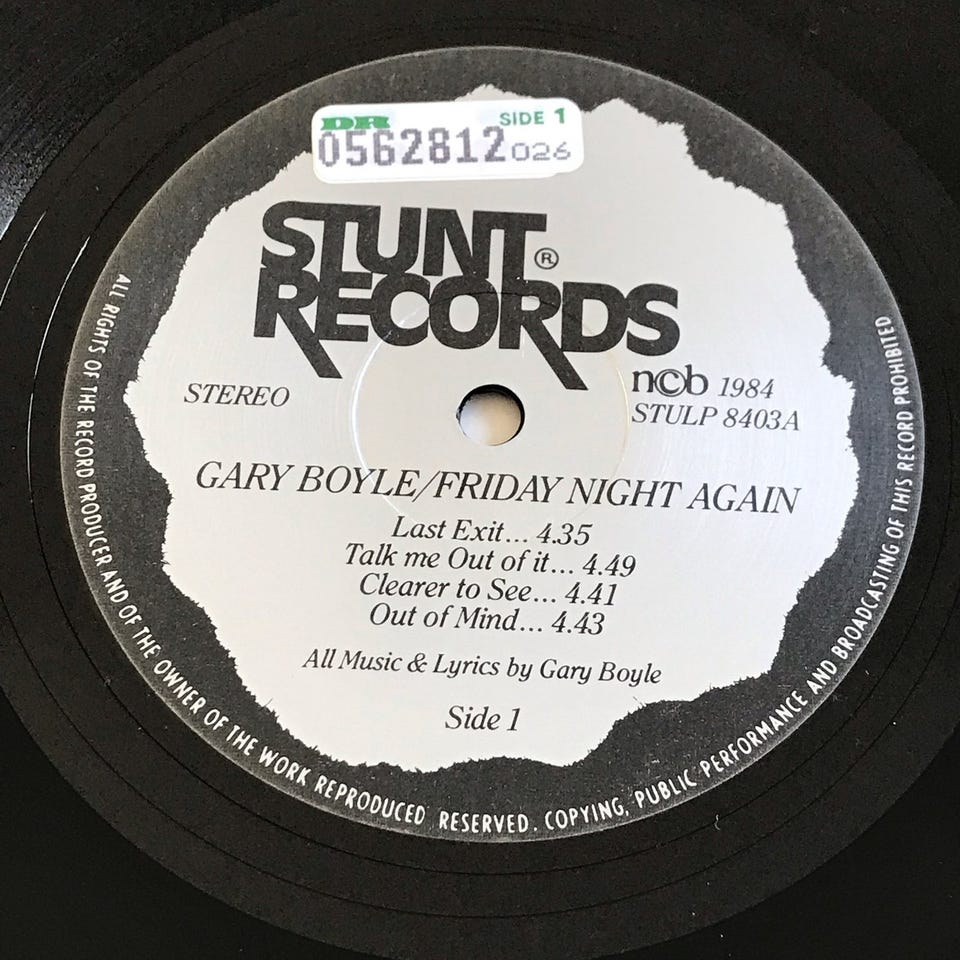 DR SIDE 1
0562812 026
STUNT
RECORDS ®
STEREO
ncb 1984
STULP 8403A
GARY BOYLE/FRIDAY NIGHT AGAIN
Last Exit... 4.35
Talk me Out of it... 4.49
Clearer to See... 4.41
Out of Mind... 4.43
All Music & Lyrics by Gary Boyle
Side 1
ALL RIGHTS OF THE RECORD PRODUCER AND OF THE OWNER OF THE WORK REPRODUCED RESERVED. COPYING, PUBLIC PERFORMANCE AND BROADCASTING OF THIS RECORD PROHIBITED